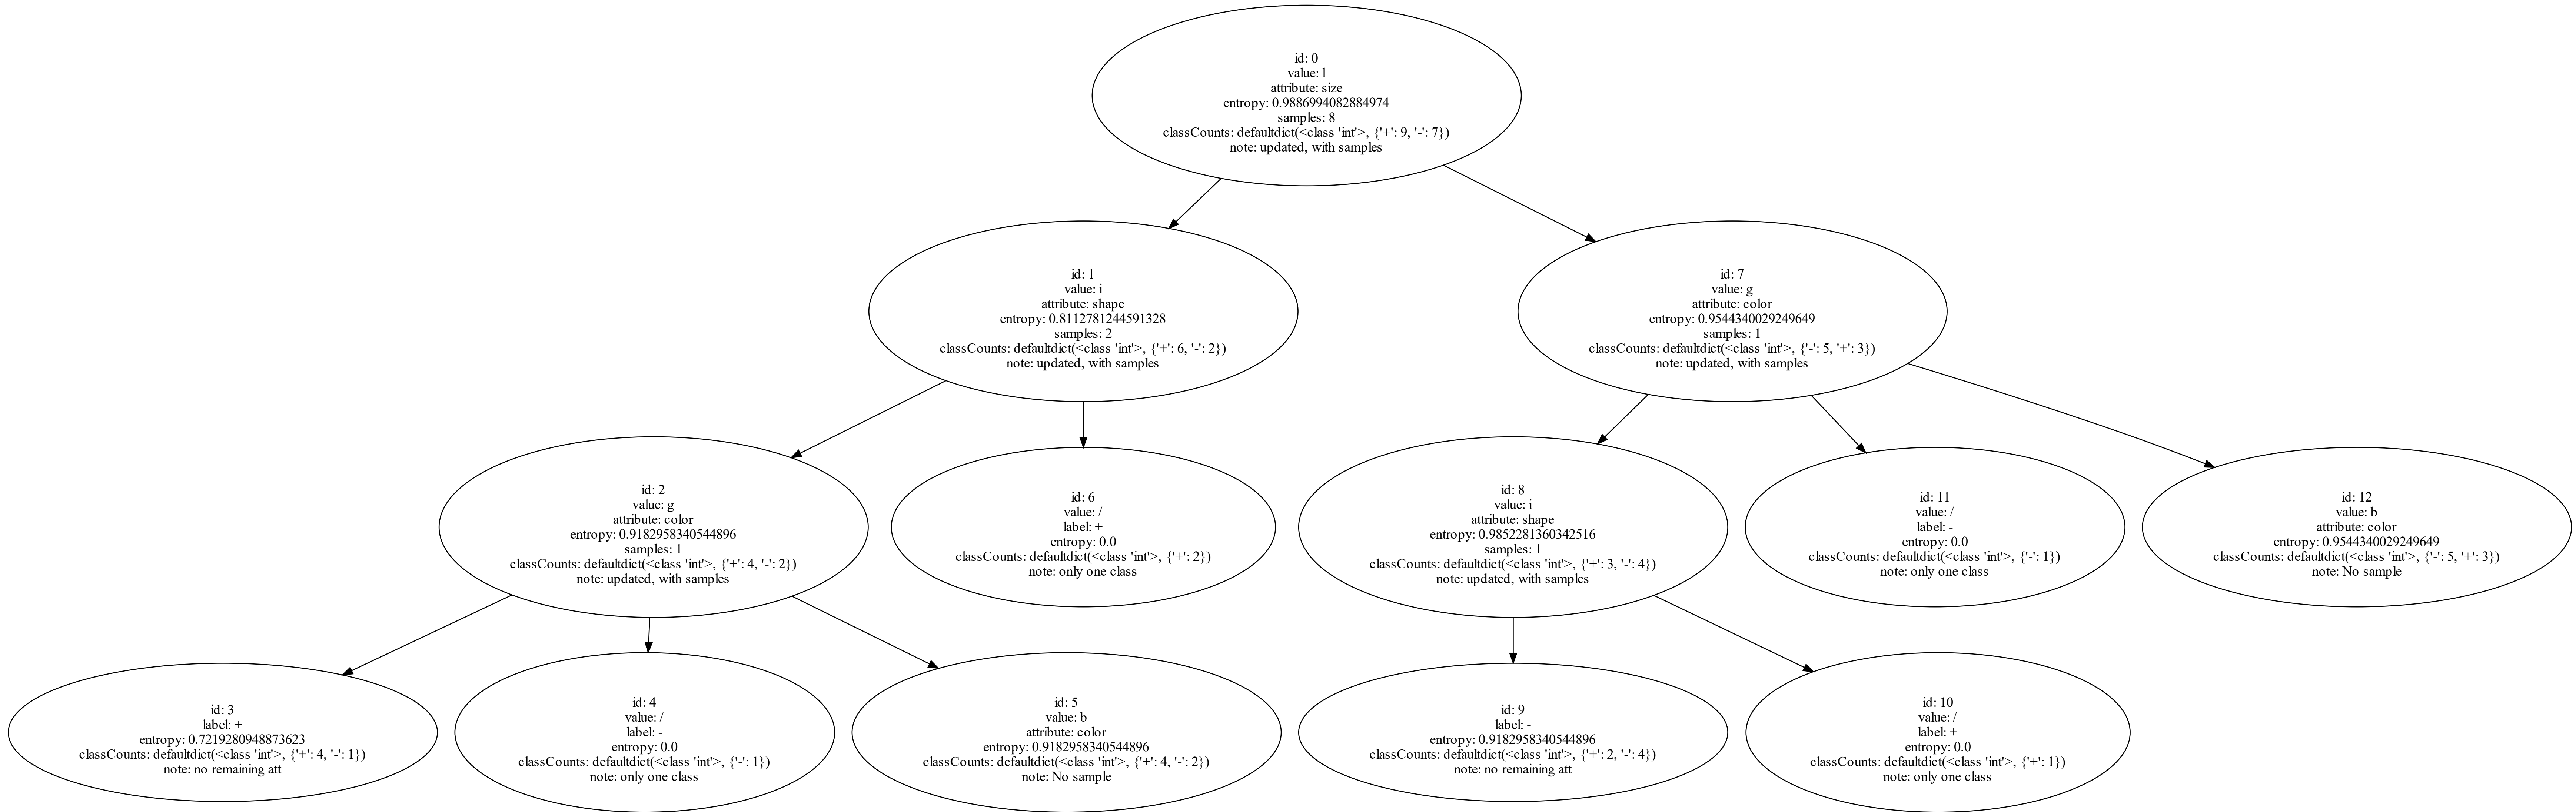 id: 0
value: l
attribute: size
entropy: 0.9886994082884974
samples: 8
classCounts: defaultdict(<class 'int'>, {'+': 9, '-': 7})
note: updated, with samples
id: 1
value: i
attribute: shape
entropy: 0.8112781244591328
samples: 2
classCounts: defaultdict(<class 'int'>, {'+': 6, '-': 2})
note: updated, with samples
id: 7
value: g
attribute: color
entropy: 0.9544340029249649
samples: 1
classCounts: defaultdict(<class 'int'>, {'-': 5, '+': 3})
note: updated, with samples
id: 2
value: g
attribute: color
entropy: 0.9182958340544896
samples: 1
classCounts: defaultdict(<class 'int'>, {'+': 4, '-': 2})
note: updated, with samples
id: 6
value: /
label: +
entropy: 0.0
classCounts: defaultdict(<class 'int'>, {'+': 2})
note: only one class
id: 8
value: i
attribute: shape
entropy: 0.9852281360342516
samples: 1
classCounts: defaultdict(<class 'int'>, {'+': 3, '-': 4})
note: updated, with samples
id: 11
value: /
label: -
entropy: 0.0
classCounts: defaultdict(<class 'int'>, {'-': 1})
note: only one class
id: 12
value: b
attribute: color
entropy: 0.9544340029249649
classCounts: defaultdict(<class 'int'>, {'-': 5, '+': 3})
note: No sample
id: 3
label: +
entropy: 0.7219280948873623
classCounts: defaultdict(<class 'int'>, {'+': 4, '-': 1})
note: no remaining att
id: 4
value: /
label: -
entropy: 0.0
classCounts: defaultdict(<class 'int'>, {'-': 1})
note: only one class
id: 5
value: b
attribute: color
entropy: 0.9182958340544896
classCounts: defaultdict(<class 'int'>, {'+': 4, '-': 2})
note: No sample
id: 9
label: -
entropy: 0.9182958340544896
classCounts: defaultdict(<class 'int'>, {'+': 2, '-': 4})
note: no remaining att
id: 10
value: /
label: +
entropy: 0.0
classCounts: defaultdict(<class 'int'>, {'+': 1})
note: only one class